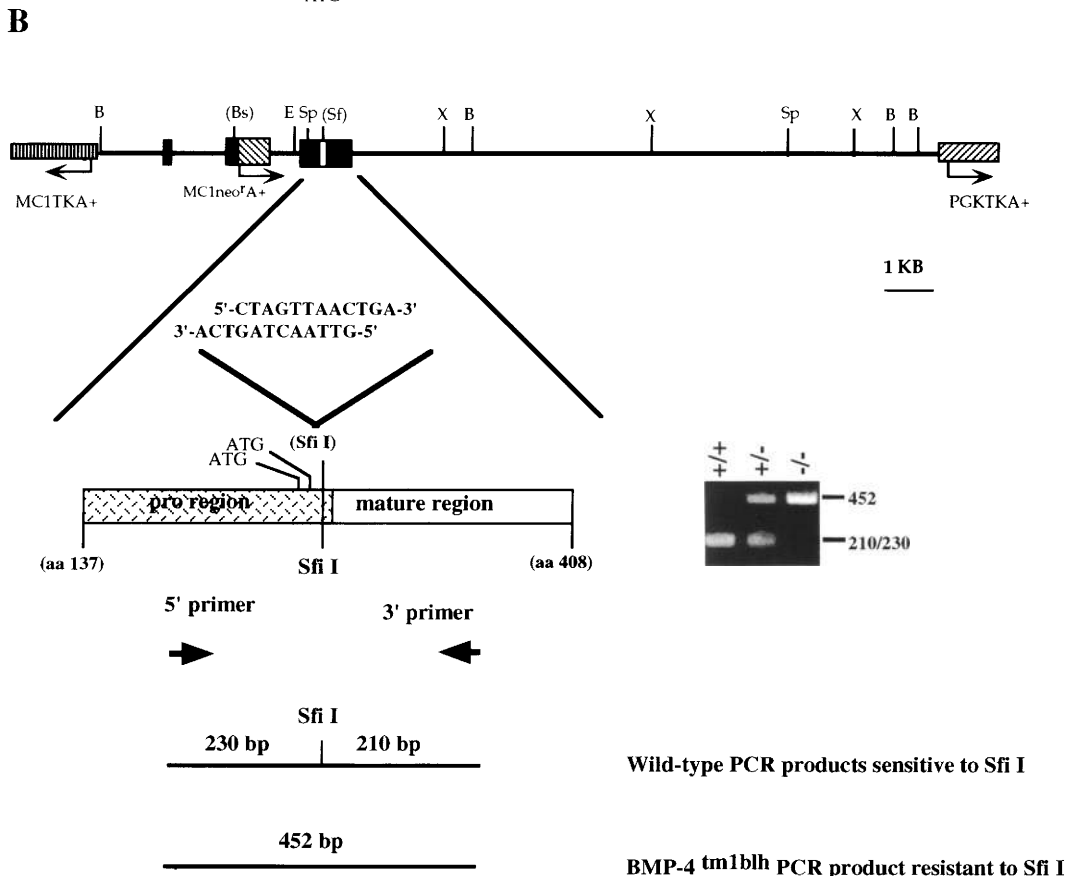 B
B (Bs) E Sp (Sf) X B X Sp X B B
MC1TKA+ MC1neorA+ PGKTKA+
1 KB
5'-CTAGTTAACTGA-3'
3'-ACTGATCAATTG-5'
ATG (Sfi I)
ATG
pro region mature region
(aa 137) Sfi I (aa 408)
+/+ +/- -/-
452
210/230
5' primer 3' primer
Sfi I
230 bp 210 bp
Wild-type PCR products sensitive to Sfi I
452 bp
BMP-4 tm1blh PCR product resistant to Sfi I